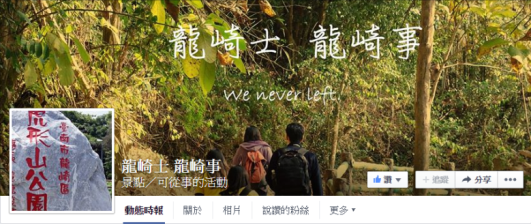 龍崎士 龍崎事
We never left.
臺南市龍崎區
虎形山公園
龍崎士 龍崎事
景點／可從事的活動
讚 追蹤 分享
動態時報 關於 相片 說讚的粉絲 更多